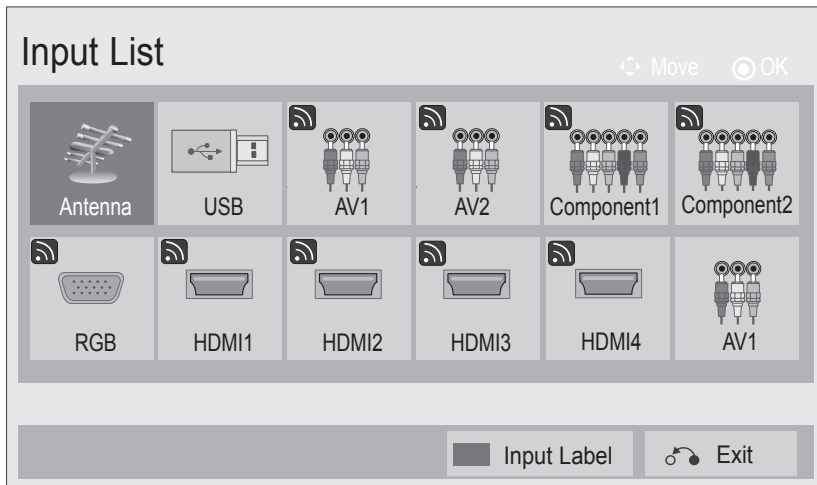 Input List
Move OK
Antenna USB AV1 AV2 Component1 Component2
RGB HDMI1 HDMI2 HDMI3 HDMI4 AV1
Input Label Exit